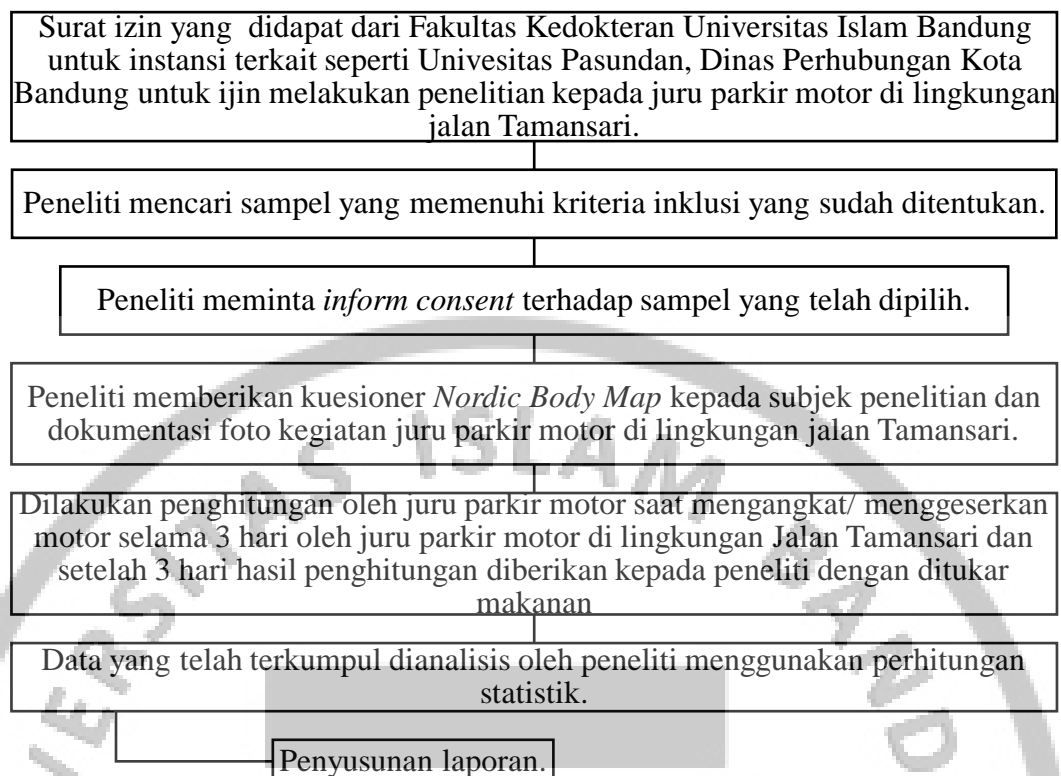 Surat izin yang didapat dari Fakultas Kedokteran Universitas Islam Bandung
untuk instansi terkait seperti Univesitas Pasundan, Dinas Perhubungan Kota
Bandung untuk ijin melakukan penelitian kepada juru parkir motor di lingkungan
jalan Tamansari.
Peneliti mencari sampel yang memenuhi kriteria inklusi yang sudah ditentukan.
Peneliti meminta inform consent terhadap sampel yang telah dipilih.
Peneliti memberikan kuesioner Nordic Body Map kepada subjek penelitian dan
dokumentasi foto kegiatan juru parkir motor di lingkungan jalan Tamansari.
Dilakukan penghitungan oleh juru parkir motor saat mengangkat/ menggeserkan
motor selama 3 hari oleh juru parkir motor di lingkungan Jalan Tamansari dan
setelah 3 hari hasil penghitungan diberikan kepada peneliti dengan ditukar
makanan
Data yang telah terkumpul dianalisis oleh peneliti menggunakan perhitungan
statistik.
Penyusunan laporan.
VERSITAS ISLAM BAND